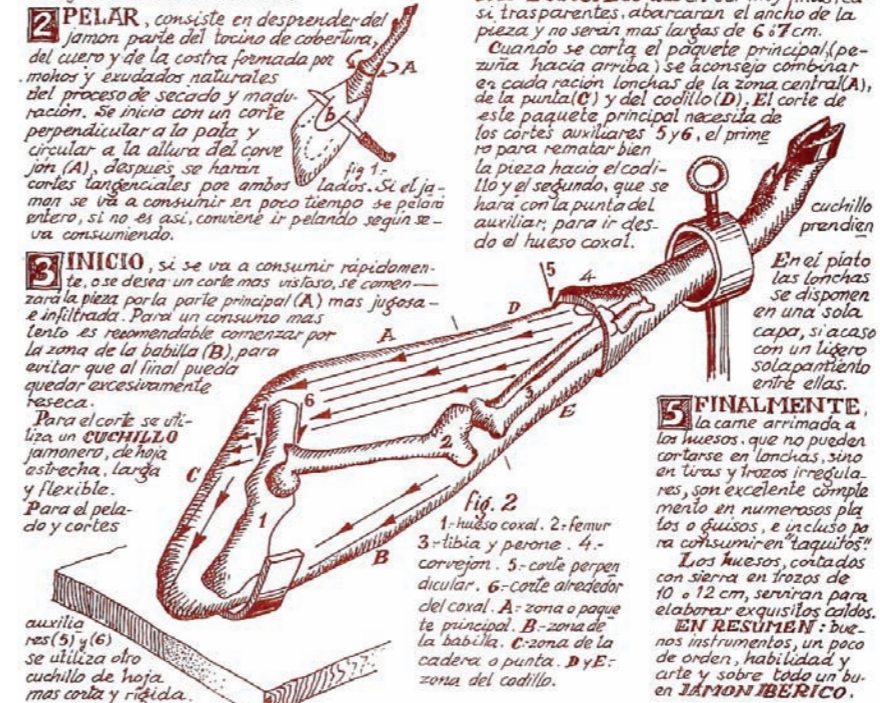 2 PELAR, consiste en desprender del
jamon parte del tocino de cobertura,
del cuero y de la costra formada por
mohos y exudados naturales
del proceso de secado y madu-
ración. Se inicia con un corte
perpendicular a la pata y
circular a la altura del corve
jón (A), despues se haran
cortes tangenciales por ambos lados. Si el ja-
mon se va a consumir en poco tiempo se pelará
entero, si no es asi, conviene ir pelando según se-
va consumiendo.
A
b
fig 1.-
3 INICIO, si se va a consumir rápidamen-
te, o se desea un corte mas vistoso, se comen-
zará la pieza por la parte principal (A) mas jugosa-
e infiltrada. Para un consumo mas
lento es recomendable comenzar por
la zona de la babilla (B), para
evitar que al final pueda
quedar excesivamente
reseca.
Para el corte se uti-
liza un CUCHILLO
jamonero, de hoja
estrecha, larga
y flexible.
Para el pela-
do y cortes
auxilia
res (5) y (6)
se utiliza otro
cuchillo de hoja
mas corta y rígida.
si trasparentes, abarcaran el ancho de la
pieza y no serán mas largas de 6 ó 7 cm.
Cuando se corta el paquete principal, (pe-
zuña hacia arriba) se aconseja combinar
en cada ración lonchas de la zona central (A),
de la punta (C) y del codillo (D). El corte de
este paquete principal necesita de
los cortes auxiliares 5 y 6, el prime
ro para rematar bien
la pieza hacia el codi-
llo y el segundo, que se
hará con la punta del
auxiliar, para ir des-
do el hueso coxal.
cuchillo
prendien
En el plato
las lonchas
se disponen
en una sola
capa, si acaso
con un ligero
solapamiento
entre ellas.
5
4
D
A
6
3
E
2
C
1
B
fig. 2
1.-hueso coxal. 2.-femur
3.-tibia y perone. 4.-
corvejon. 5.-corte perpen
dicular. 6.-corte alrededor
del coxal. A.-zona o paque
te principal. B.-zona de
la babilla. C.-zona de la
cadera o punta. D y E.-
zona del codillo.
5 FINALMENTE,
la carne arrimada a
los huesos, que no pueden
cortarse en lonchas, sino
en tiras y trozos irregula-
res, son excelente comple
mento en numerosos pla
tos o guisos, e incluso pa
ra consumir en "taquitos".
Los huesos, cortados
con sierra en trozos de
10 o 12 cm, serviran para
elaborar exquisitos caldos.
EN RESUMEN: bue-
nos instrumentos, un poco
de orden, habilidad y
arte y sobre todo un bu-
en JAMON IBERICO.